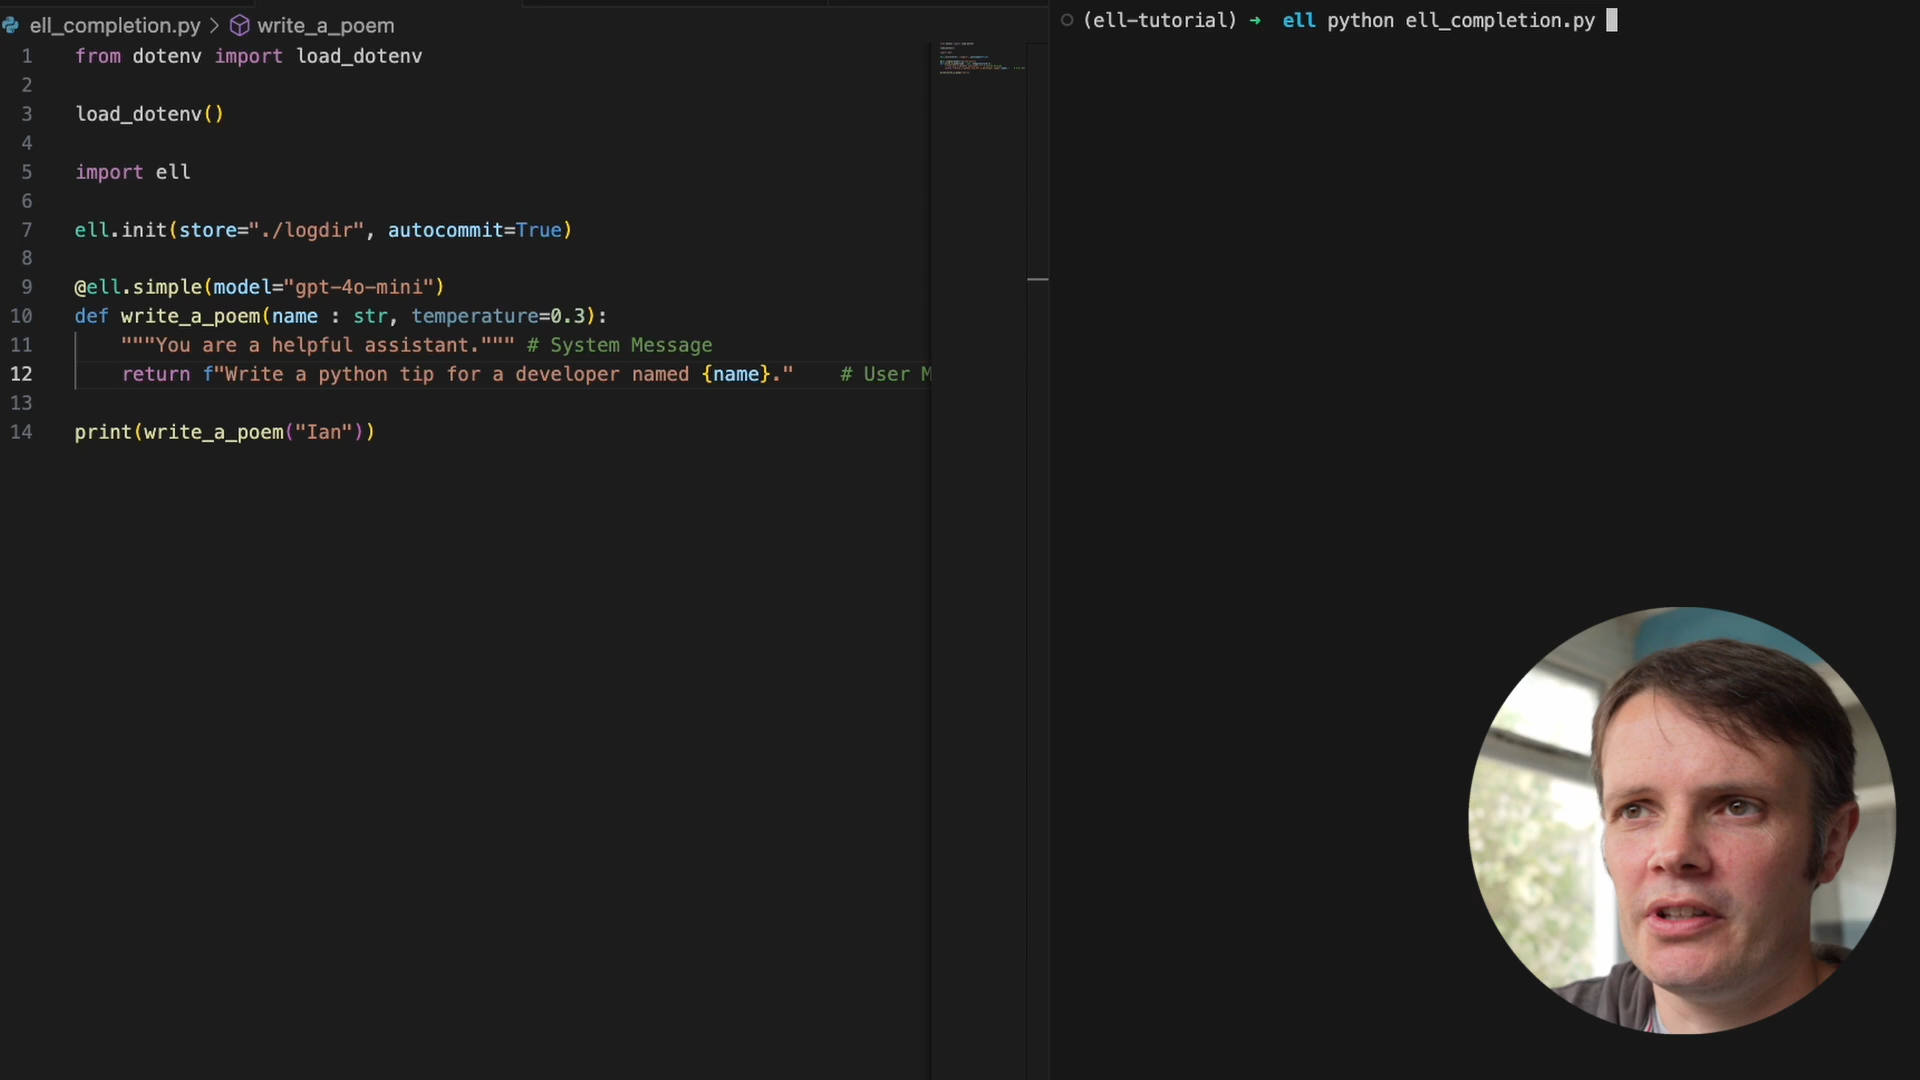 ell_completion.py > write_a_poem
1 from dotenv import load_dotenv
2
3 load_dotenv()
4
5 import ell
6
7 ell.init(store="./logdir", autocommit=True)
8
9 @ell.simple(model="gpt-4o-mini")
10 def write_a_poem(name : str, temperature=0.3):
11 """You are a helpful assistant.""" # System Message
12 return f"Write a python tip for a developer named {name}." # User M
13
14 print(write_a_poem("Ian"))
(ell-tutorial) ➜ ell python ell_completion.py